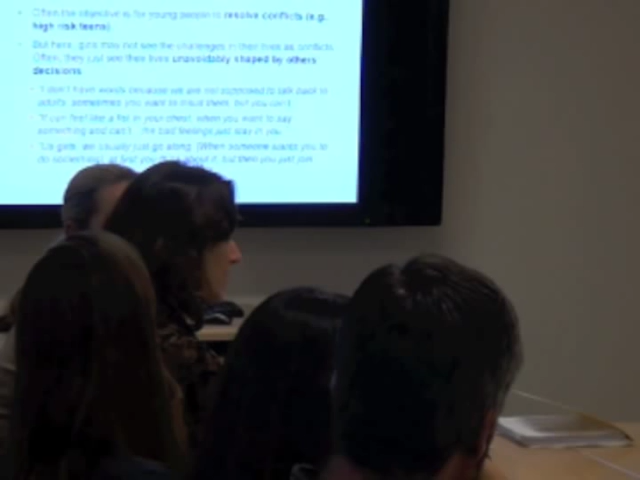 Often the objective is for young people to resolve conflicts (e.g.
high risk teens).
But here, girls may not see the challenges in their lives as conflicts.
Often, they just see their lives unavoidably shaped by others
decisions
"I don't have words because we are not supposed to talk back to
adults, sometimes you want to but you can't.
"It can feel like a fist in your chest, when you want to say
something and can't... the bad feelings just stay in you.
"Us girls, we usually just go along. [When someone wants you to
do something], at first you think about it, but then you just join